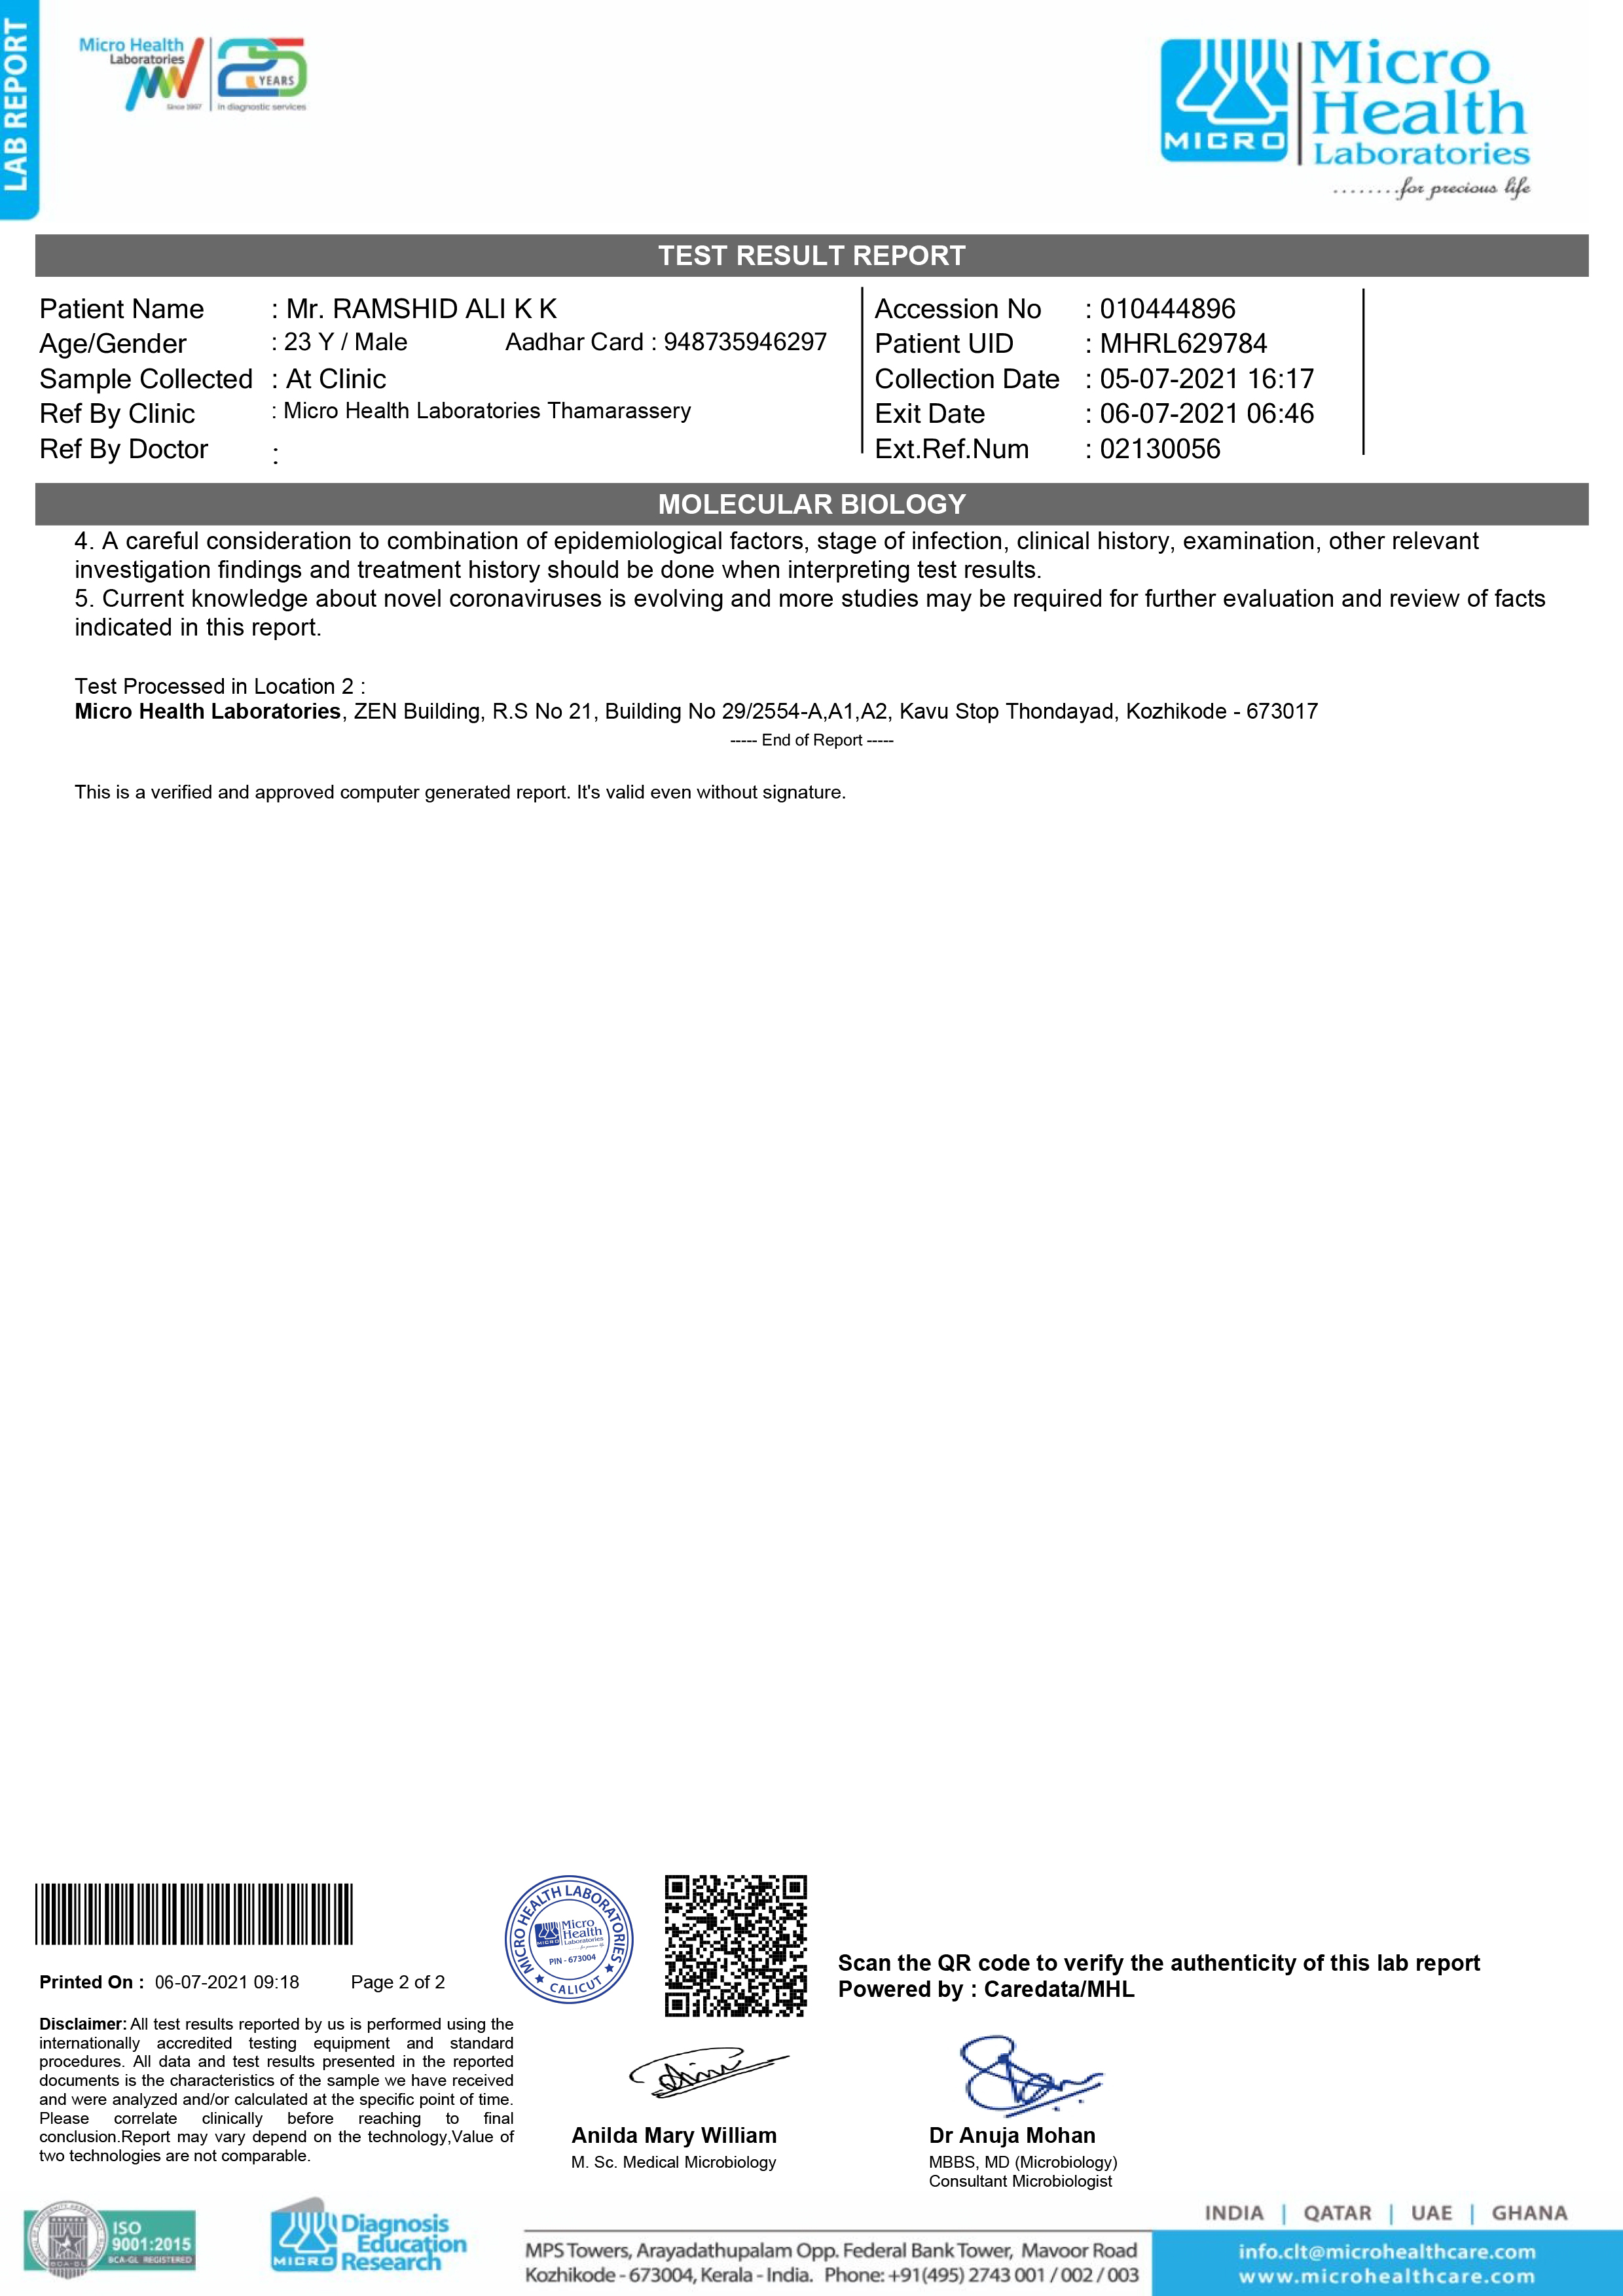 LAB REPORT
Micro Health
Laboratories
Since 1997
25 YEARS
in diagnostic services
MICRO
Micro
Health
Laboratories
........for precious life
TEST RESULT REPORT
Patient Name : Mr. RAMSHID ALI K K
Age/Gender : 23 Y / Male Aadhar Card : 948735946297
Sample Collected : At Clinic
Ref By Clinic : Micro Health Laboratories Thamarassery
Ref By Doctor :
Accession No : 010444896
Patient UID : MHRL629784
Collection Date : 05-07-2021 16:17
Exit Date : 06-07-2021 06:46
Ext.Ref.Num : 02130056
MOLECULAR BIOLOGY
4. A careful consideration to combination of epidemiological factors, stage of infection, clinical history, examination, other relevant
investigation findings and treatment history should be done when interpreting test results.
5. Current knowledge about novel coronaviruses is evolving and more studies may be required for further evaluation and review of facts
indicated in this report.
Test Processed in Location 2 :
Micro Health Laboratories, ZEN Building, R.S No 21, Building No 29/2554-A,A1,A2, Kavu Stop Thondayad, Kozhikode - 673017
----- End of Report -----
This is a verified and approved computer generated report. It's valid even without signature.
MICRO HEALTH LABORATORIES
MICRO
Micro
Health
Laboratories
PIN - 673004
CALICUT
Scan the QR code to verify the authenticity of this lab report
Powered by : Caredata/MHL
Printed On : 06-07-2021 09:18 Page 2 of 2
Disclaimer: All test results reported by us is performed using the
internationally accredited testing equipment and standard
procedures. All data and test results presented in the reported
documents is the characteristics of the sample we have received
and were analyzed and/or calculated at the specific point of time.
Please correlate clinically before reaching to final
conclusion.Report may vary depend on the technology,Value of
two technologies are not comparable.
Anilda Mary William
M. Sc. Medical Microbiology
Dr Anuja Mohan
MBBS, MD (Microbiology)
Consultant Microbiologist
ISO
9001:2015
BCA-GL REGISTERED
MICRO
Diagnosis
Education
Research
INDIA | QATAR | UAE | GHANA
MPS Towers, Arayadathupalam Opp. Federal Bank Tower, Mavoor Road
Kozhikode - 673004, Kerala - India. Phone: +91(495) 2743 001 / 002 / 003
info.clt@microhealthcare.com
www.microhealthcare.com